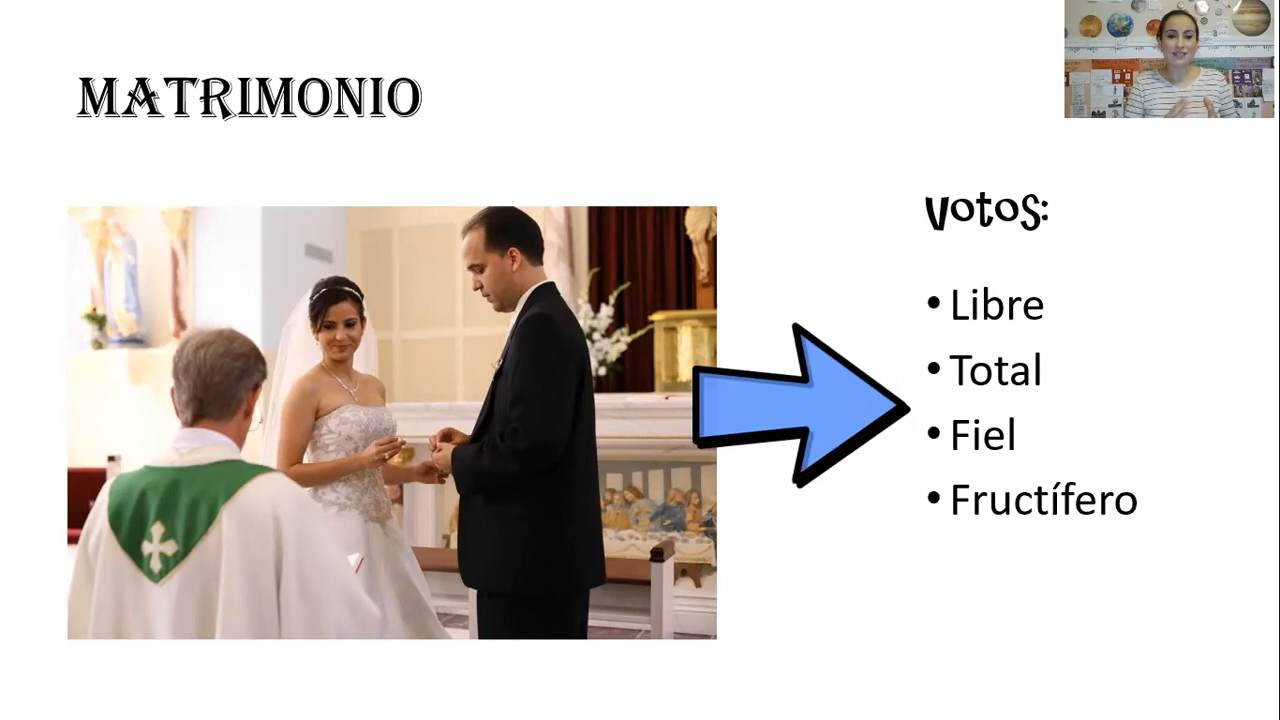 MATRIMONIO
Votos:
• Libre
• Total
• Fiel
• Fructífero